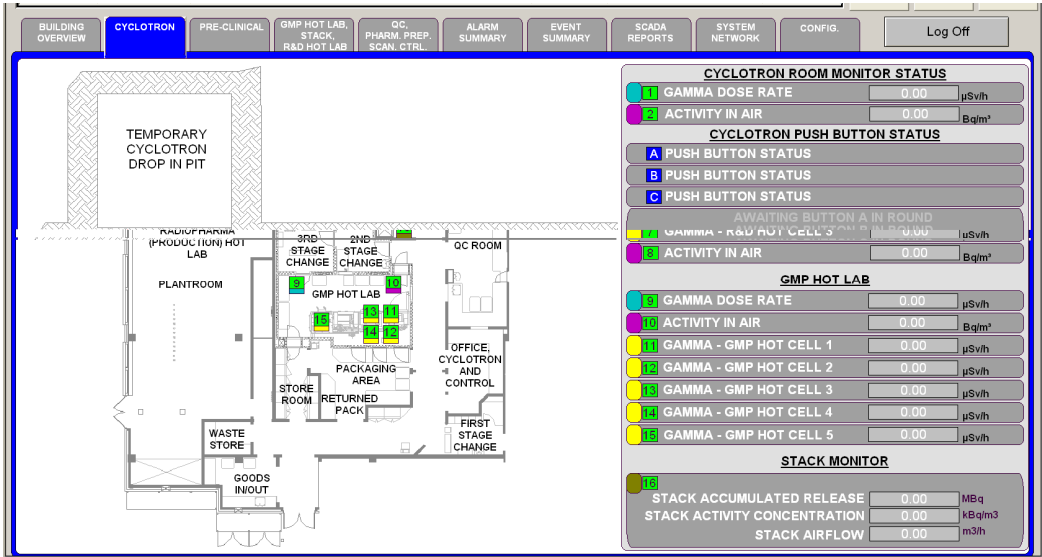 BUILDING
OVERVIEW
CYCLOTRON
PRE-CLINICAL
GMP HOT LAB,
STACK,
R&D HOT LAB
QC,
PHARM. PREP.
SCAN. CTRL.
ALARM
SUMMARY
EVENT
SUMMARY
SCADA
REPORTS
SYSTEM
NETWORK
CONFIG.
Log Off
TEMPORARY
CYCLOTRON
DROP IN PIT
RADIOPHARMA
(PRODUCTION) HOT
LAB
PLANTROOM
3RD
STAGE
CHANGE
2ND
STAGE
CHANGE
QC ROOM
9
10
GMP HOT LAB
15
13
11
14
12
PACKAGING
AREA
OFFICE,
CYCLOTRON
AND
CONTROL
STORE
ROOM
RETURNED
PACK
FIRST
STAGE
CHANGE
WASTE
STORE
GOODS
IN/OUT
CYCLOTRON ROOM MONITOR STATUS
1 GAMMA DOSE RATE 0.00 µSv/h
2 ACTIVITY IN AIR 0.00 Bq/m³
CYCLOTRON PUSH BUTTON STATUS
A PUSH BUTTON STATUS
B PUSH BUTTON STATUS
C PUSH BUTTON STATUS
AWAITING BUTTON A IN ROUND
7 GAMMA - R&D HOT CELL 3 0.00 µSv/h
8 ACTIVITY IN AIR 0.00 Bq/m³
GMP HOT LAB
9 GAMMA DOSE RATE 0.00 µSv/h
10 ACTIVITY IN AIR 0.00 Bq/m³
11 GAMMA - GMP HOT CELL 1 0.00 µSv/h
12 GAMMA - GMP HOT CELL 2 0.00 µSv/h
13 GAMMA - GMP HOT CELL 3 0.00 µSv/h
14 GAMMA - GMP HOT CELL 4 0.00 µSv/h
15 GAMMA - GMP HOT CELL 5 0.00 µSv/h
STACK MONITOR
16
STACK ACCUMULATED RELEASE 0.00 MBq
STACK ACTIVITY CONCENTRATION 0.00 kBq/m3
STACK AIRFLOW 0.00 m3/h